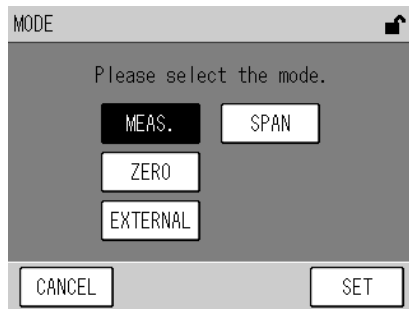 MODE
Please select the mode.
MEAS. SPAN
ZERO
EXTERNAL
CANCEL SET